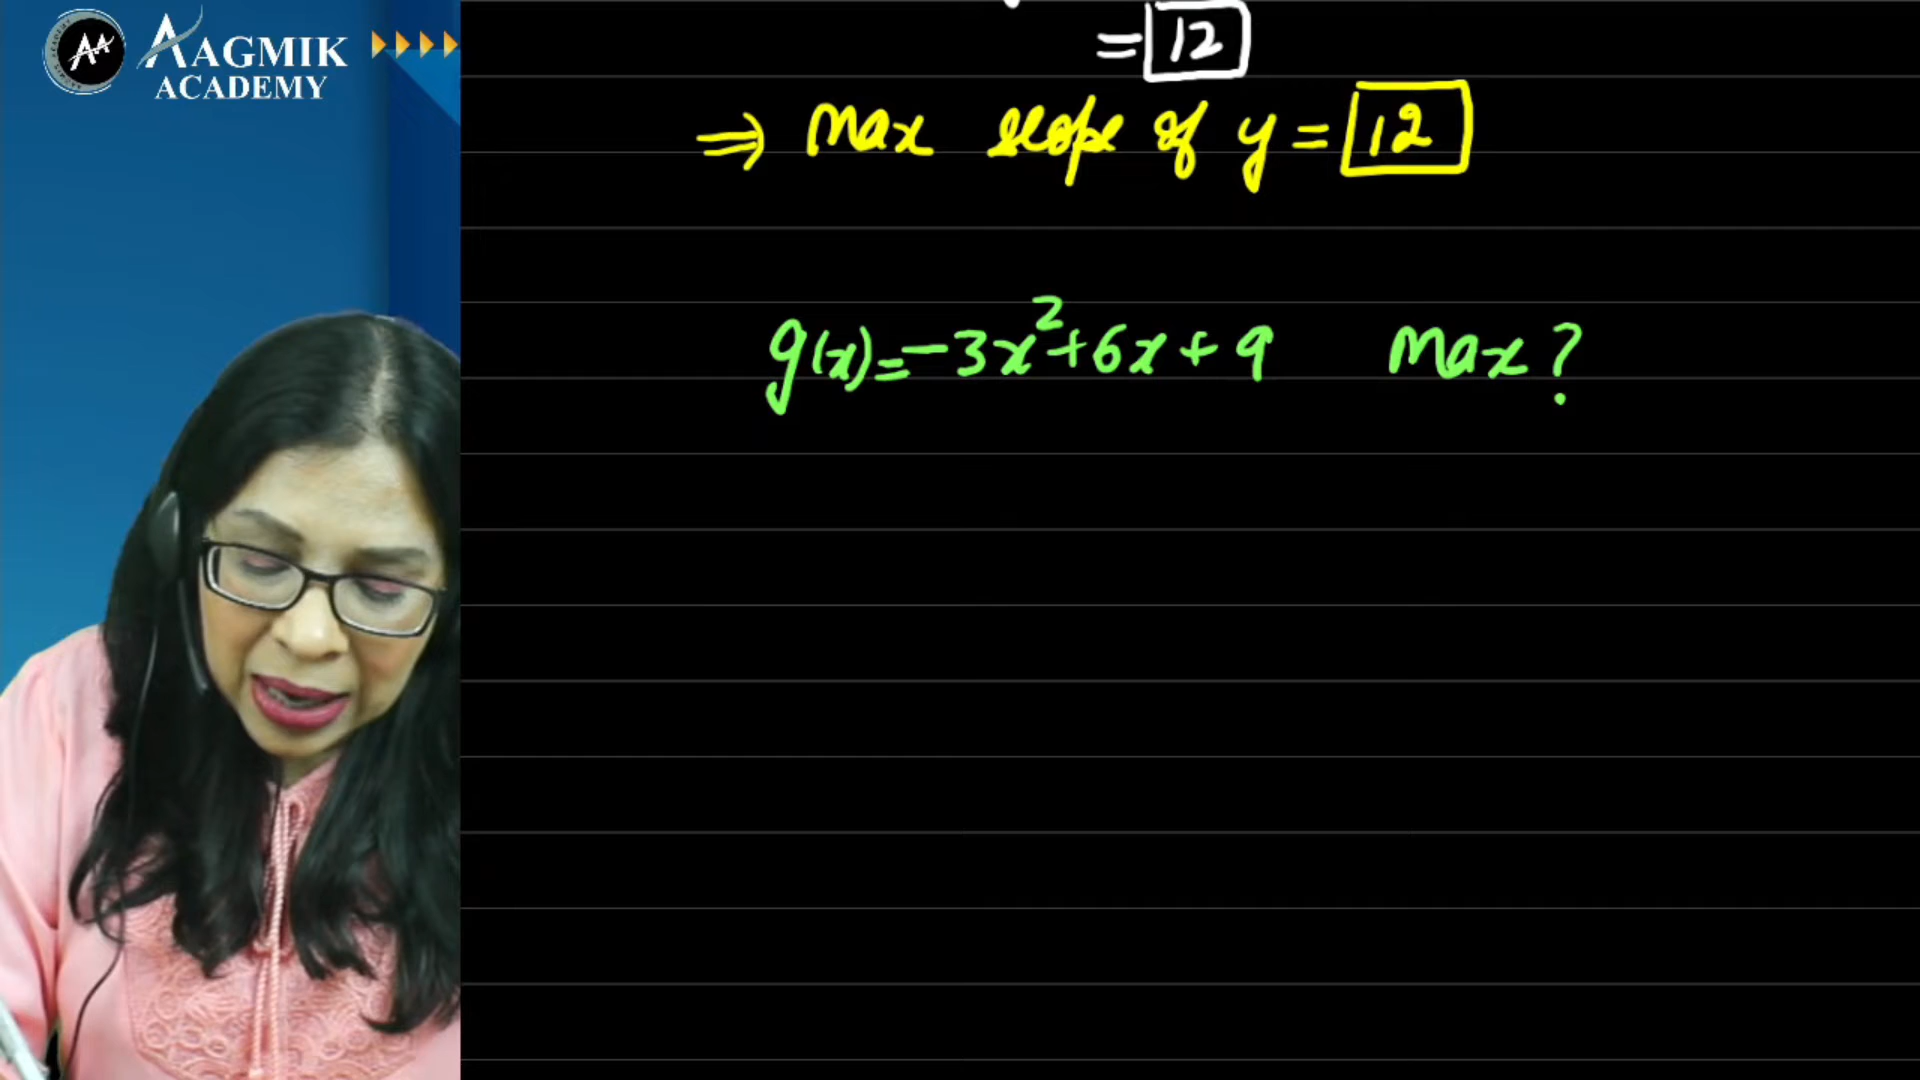 AAGMIK
ACADEMY
= 12
⇒ Max slope of y = 12
g(x)=-3x²+6x+9 Max?